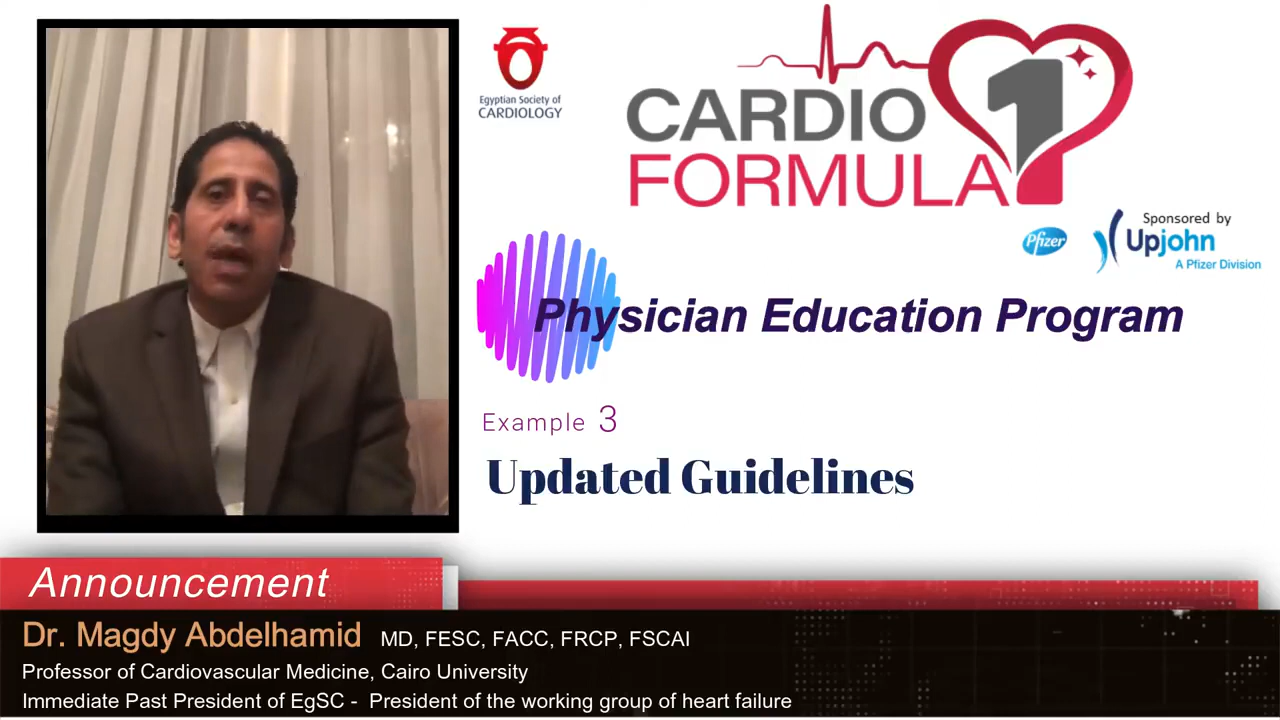 Egyptian Society of
CARDIOLOGY
CARDIO
FORMULA 1
Pfizer
Sponsored by
Upjohn
A Pfizer Division
Physician Education Program
Example 3
Updated Guidelines
Announcement
Dr. Magdy Abdelhamid MD, FESC, FACC, FRCP, FSCAI
Professor of Cardiovascular Medicine, Cairo University
Immediate Past President of EgSC - President of the working group of heart failure